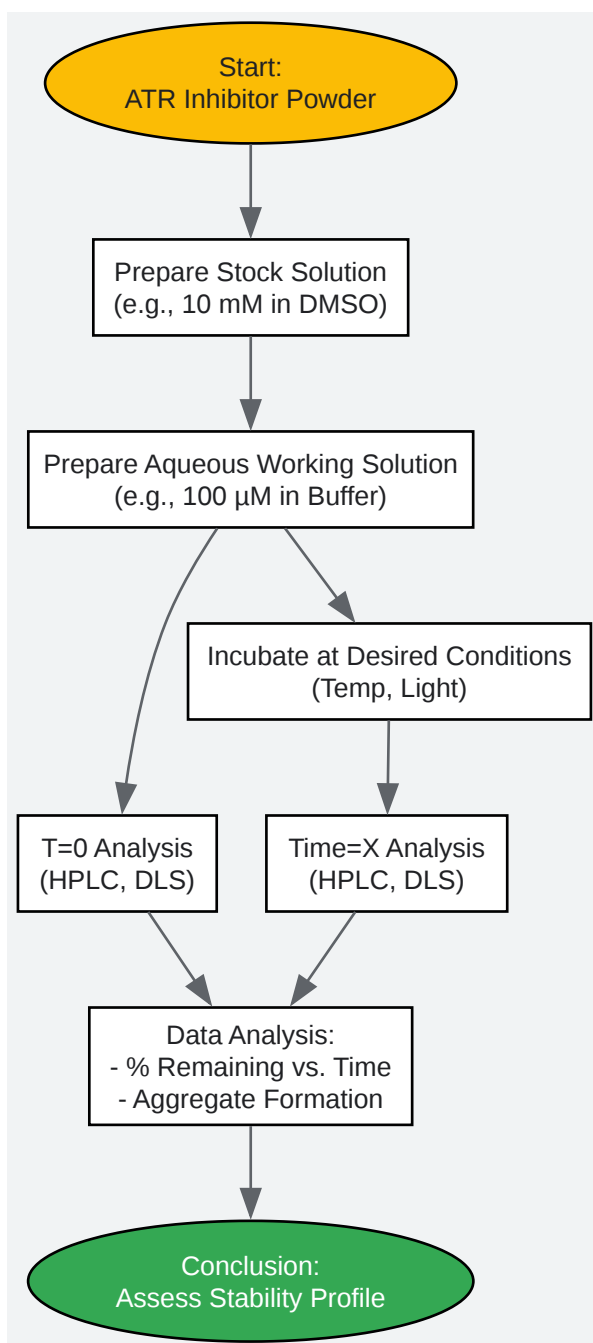 Start:
ATR Inhibitor Powder
Prepare Stock Solution
(e.g., 10 mM in DMSO)
Prepare Aqueous Working Solution
(e.g., 100 µM in Buffer)
Incubate at Desired Conditions
(Temp, Light)
T=0 Analysis
(HPLC, DLS)
Time=X Analysis
(HPLC, DLS)
Data Analysis:
- % Remaining vs. Time
- Aggregate Formation
Conclusion:
Assess Stability Profile